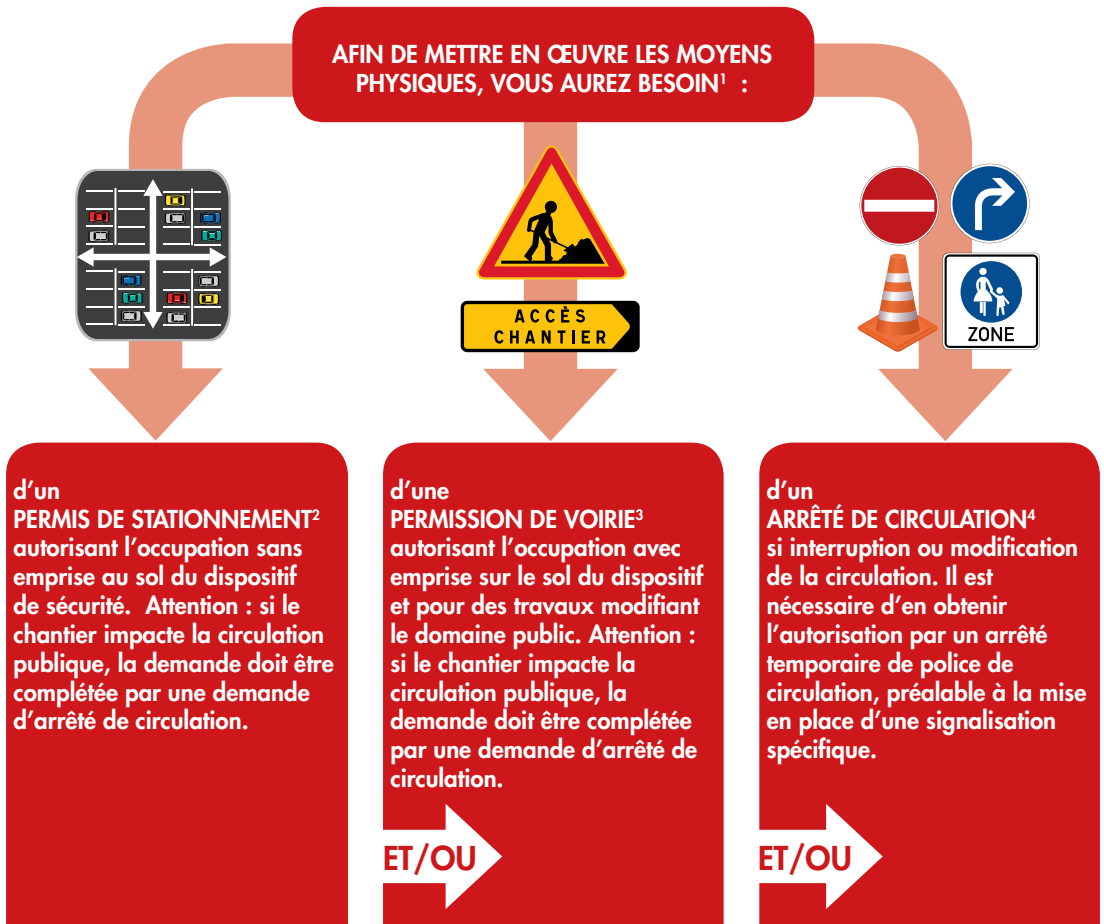 AFIN DE METTRE EN ŒUVRE LES MOYENS
PHYSIQUES, VOUS AUREZ BESOIN¹ :
ACCÈS
CHANTIER
ZONE
d'un
PERMIS DE STATIONNEMENT²
autorisant l'occupation sans
emprise au sol du dispositif
de sécurité. Attention : si le
chantier impacte la circulation
publique, la demande doit être
complétée par une demande
d'arrêté de circulation.
d'une
PERMISSION DE VOIRIE³
autorisant l'occupation avec
emprise sur le sol du dispositif
et pour des travaux modifiant
le domaine public. Attention :
si le chantier impacte la
circulation publique, la
demande doit être complétée
par une demande d'arrêté de
circulation.
ET/OU
d'un
ARRÊTÉ DE CIRCULATION⁴
si interruption ou modification
de la circulation. Il est
nécessaire d'en obtenir
l'autorisation par un arrêté
temporaire de police de
circulation, préalable à la mise
en place d'une signalisation
spécifique.
ET/OU